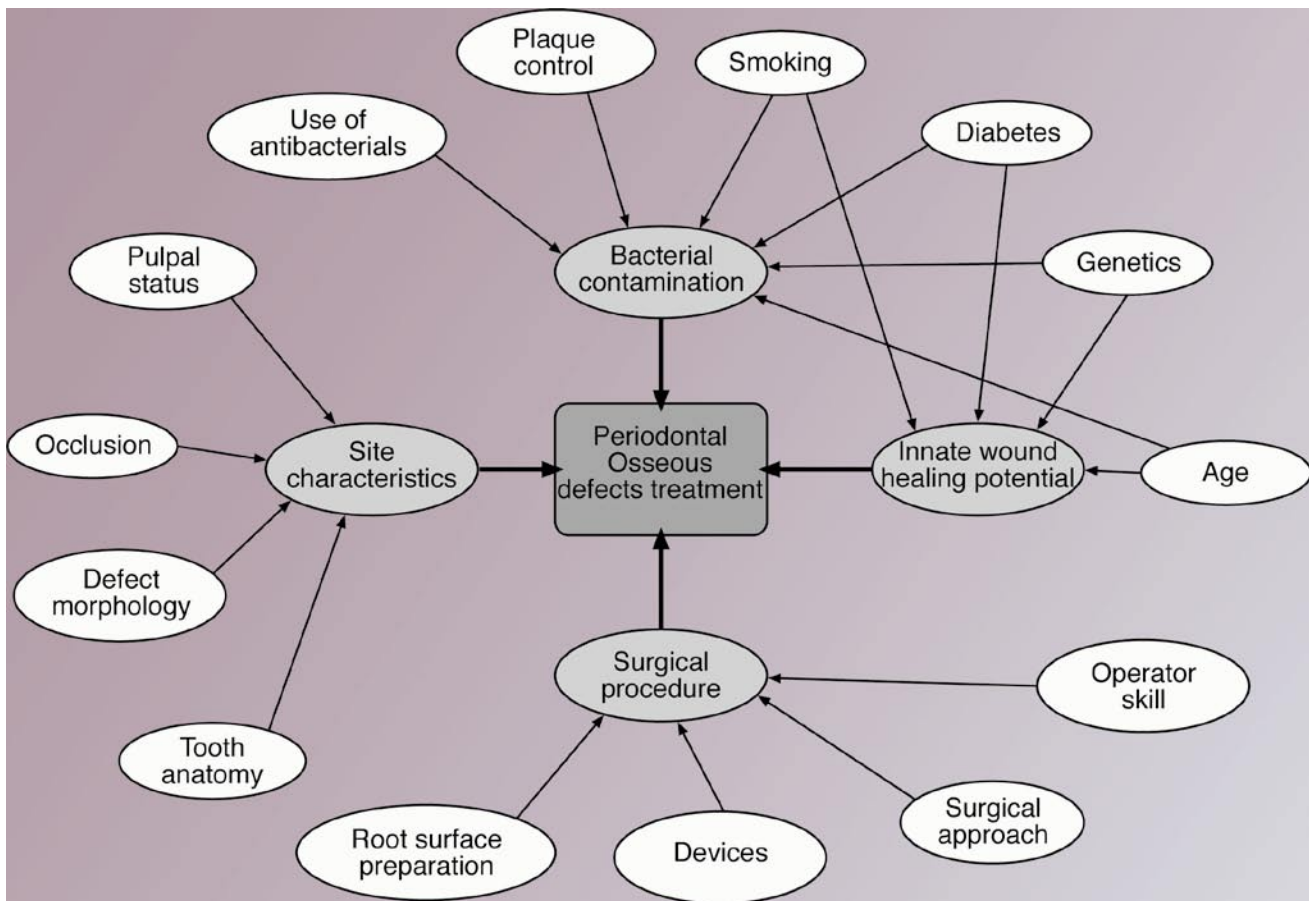 Plaque
control
Smoking
Use of
antibacterials
Diabetes
Bacterial
contamination
Pulpal
status
Genetics
Occlusion
Site
characteristics
Periodontal
Osseous
defects treatment
Innate wound
healing potential
Age
Defect
morphology
Surgical
procedure
Operator
skill
Tooth
anatomy
Root surface
preparation
Devices
Surgical
approach